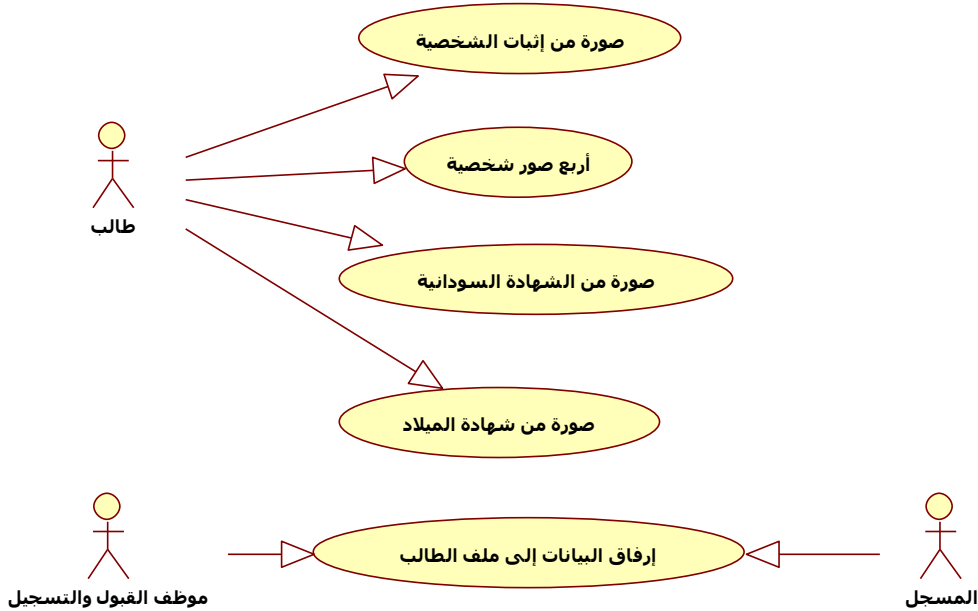 صورة من إثبات الشخصية
أربع صور شخصية
طالب
صورة من الشهادة السودانية
صورة من شهادة الميلاد
إرفاق البيانات إلى ملف الطالب
المسجل
موظف القبول والتسجيل